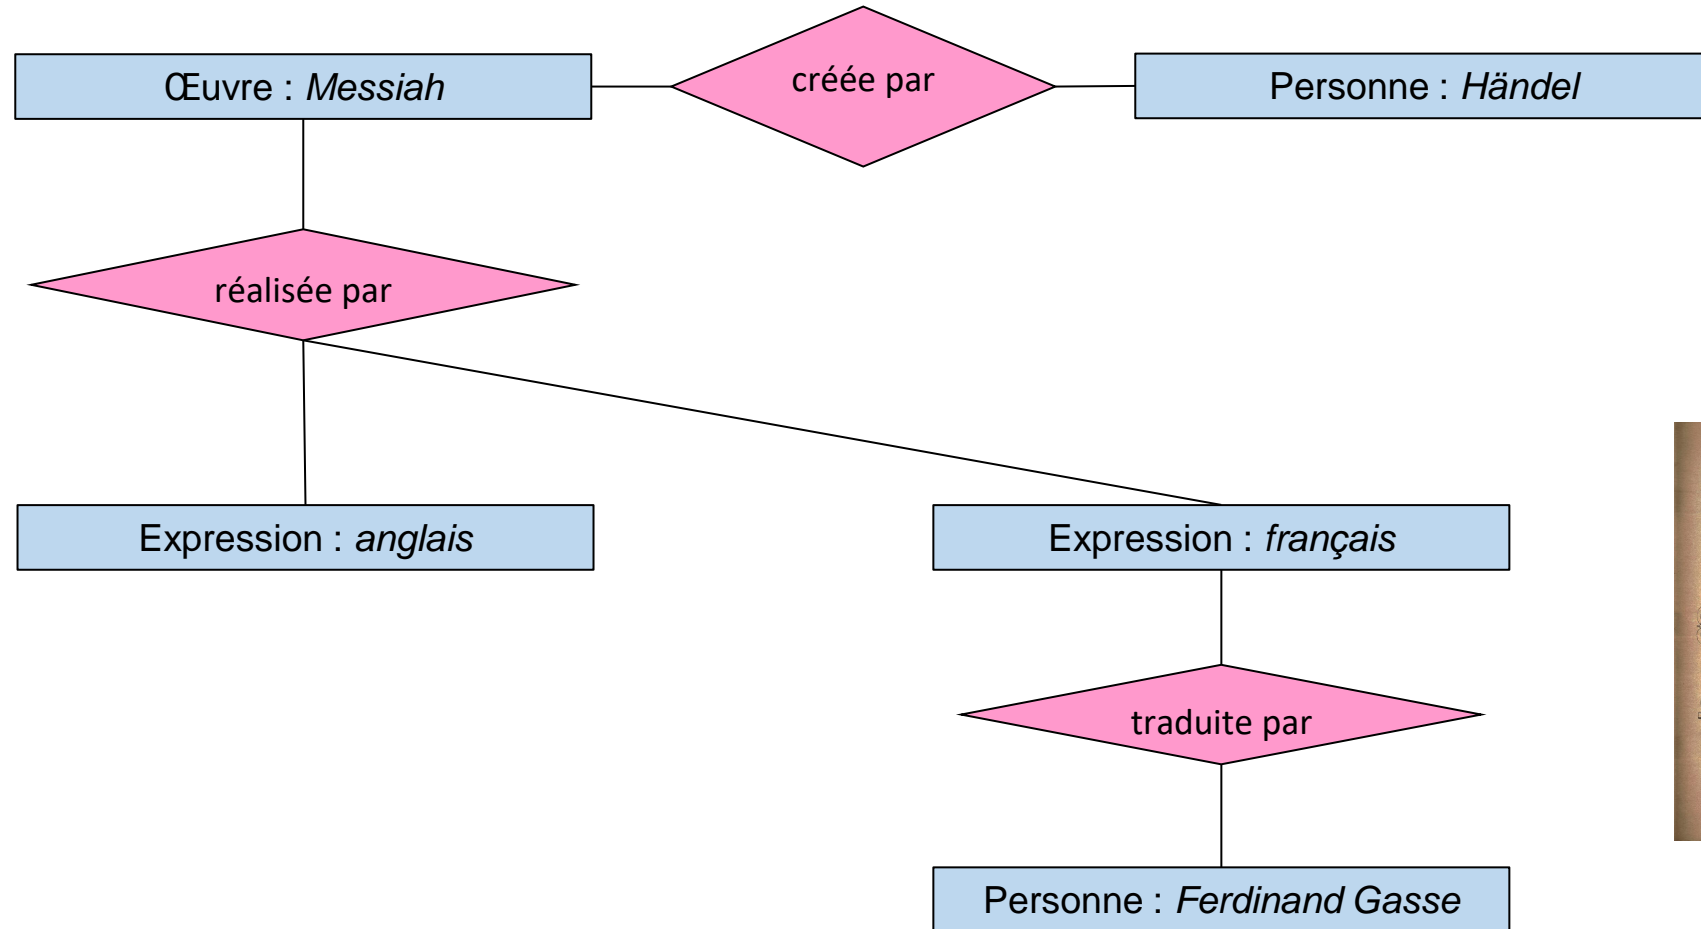 Œuvre : Messiah
créée par
Personne : Händel
réalisée par
Expression : anglais
Expression : français
traduite par
Personne : Ferdinand Gasse